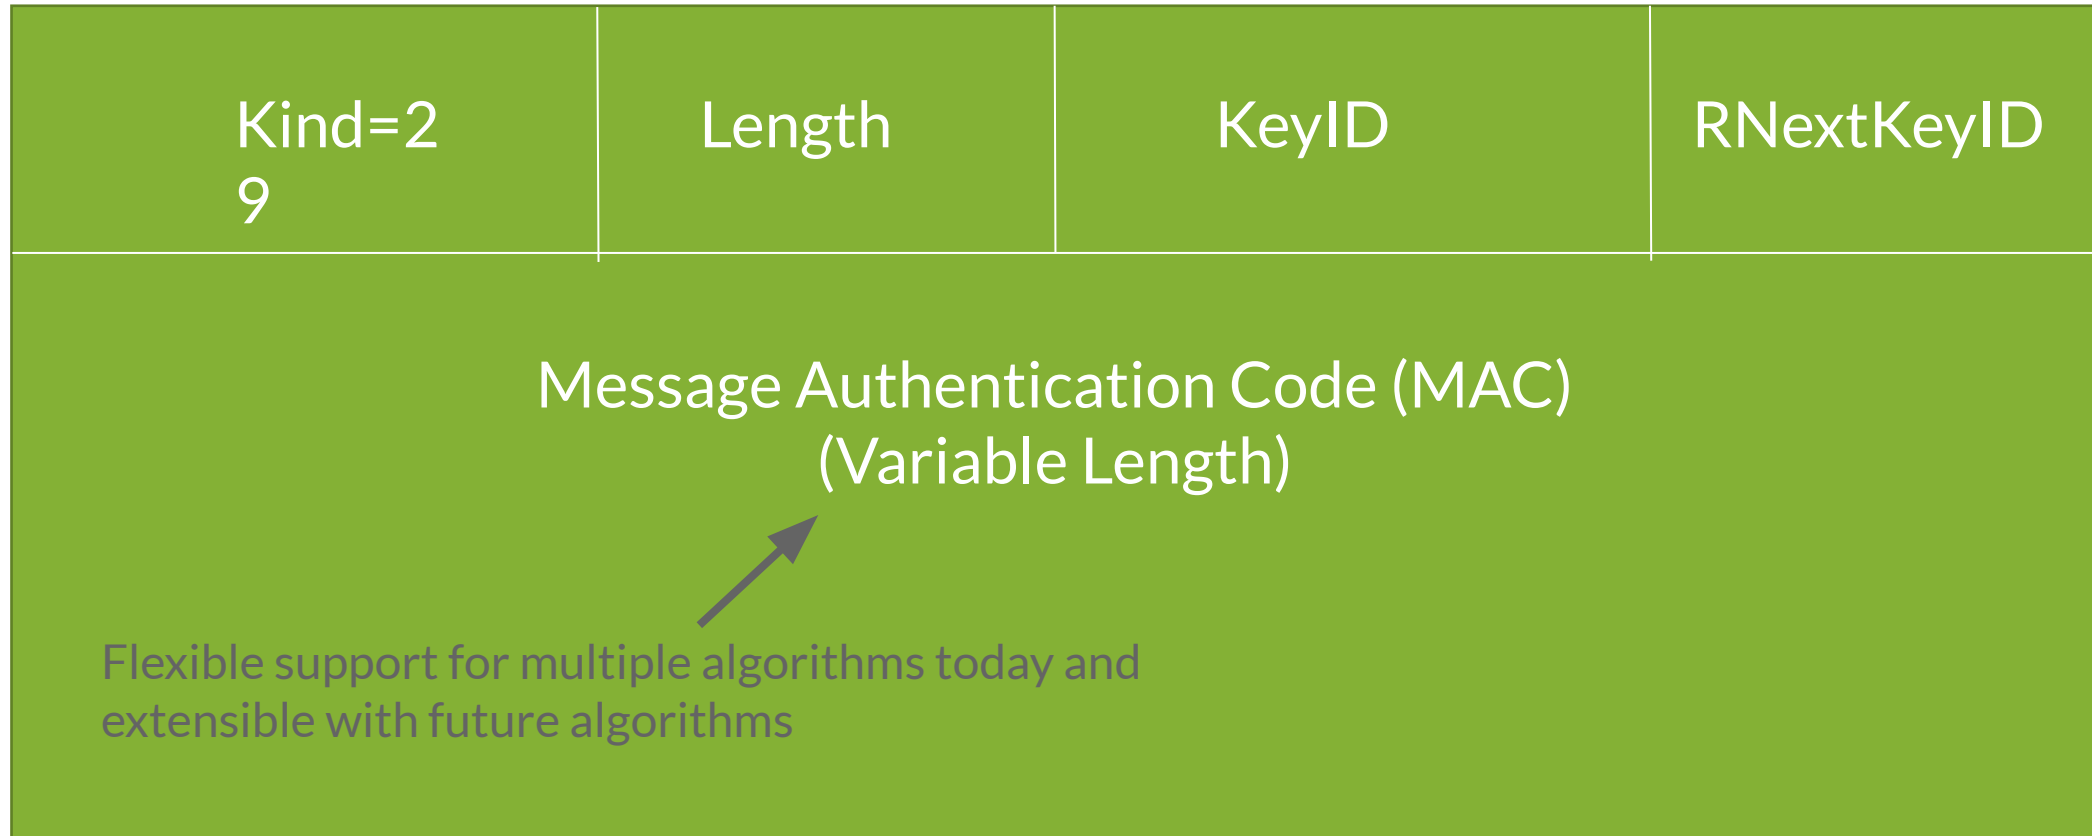 Kind=2
9
Length
KeyID
RNextKeyID
Message Authentication Code (MAC)
(Variable Length)
Flexible support for multiple algorithms today and
extensible with future algorithms